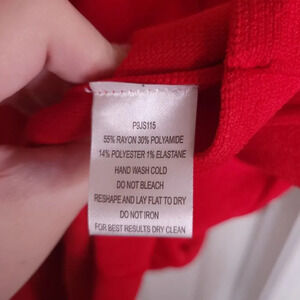 P9JS115
55% RAYON 30% POLYAMIDE
14% POLYESTER 1% ELASTANE
HAND WASH COLD
DO NOT BLEACH
RESHAPE AND LAY FLAT TO DRY
DO NOT IRON
FOR BEST RESULTS DRY CLEAN